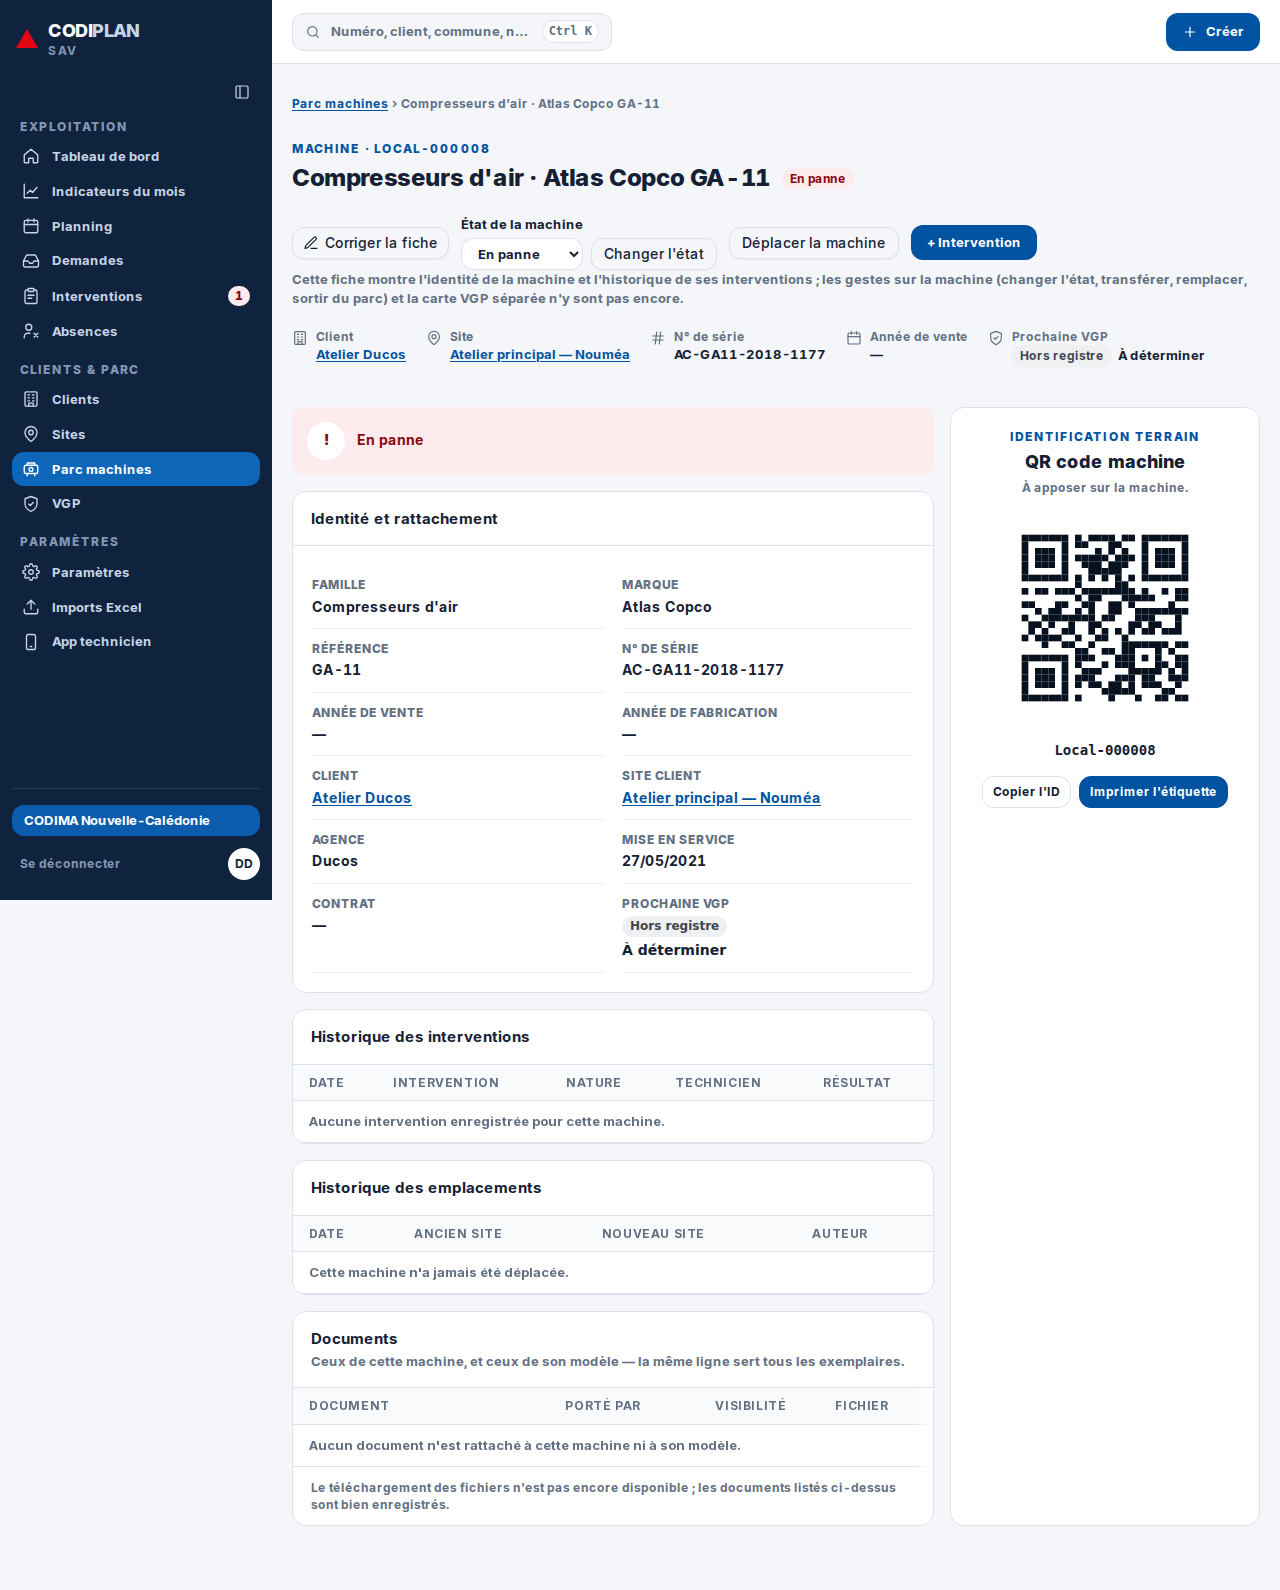 CODIPLAN
SAV
EXPLOITATION
Tableau de bord
Indicateurs du mois
Planning
Demandes
Interventions 1
Absences
CLIENTS & PARC
Clients
Sites
Parc machines
VGP
PARAMÈTRES
Paramètres
Imports Excel
App technicien
CODIMA Nouvelle-Calédonie
Se déconnecter DD
Numéro, client, commune, n… Ctrl K
+ Créer
Parc machines › Compresseurs d'air · Atlas Copco GA-11
MACHINE · LOCAL-000008
Compresseurs d'air · Atlas Copco GA-11 En panne
Corriger la fiche
État de la machine
En panne
Changer l'état
Déplacer la machine
+ Intervention
Cette fiche montre l'identité de la machine et l'historique de ses interventions ; les gestes sur la machine (changer l'état, transférer, remplacer,
sortir du parc) et la carte VGP séparée n'y sont pas encore.
Client
Atelier Ducos
Site
Atelier principal — Nouméa
N° de série
AC-GA11-2018-1177
Année de vente
—
Prochaine VGP
Hors registre À déterminer
! En panne
Identité et rattachement
FAMILLE
Compresseurs d'air
MARQUE
Atlas Copco
RÉFÉRENCE
GA-11
N° DE SÉRIE
AC-GA11-2018-1177
ANNÉE DE VENTE
—
ANNÉE DE FABRICATION
—
CLIENT
Atelier Ducos
SITE CLIENT
Atelier principal — Nouméa
AGENCE
Ducos
MISE EN SERVICE
27/05/2021
CONTRAT
—
PROCHAINE VGP
Hors registre
À déterminer
Historique des interventions
DATE INTERVENTION NATURE TECHNICIEN RÉSULTAT
Aucune intervention enregistrée pour cette machine.
Historique des emplacements
DATE ANCIEN SITE NOUVEAU SITE AUTEUR
Cette machine n'a jamais été déplacée.
Documents
Ceux de cette machine, et ceux de son modèle — la même ligne sert tous les exemplaires.
DOCUMENT PORTÉ PAR VISIBILITÉ FICHIER
Aucun document n'est rattaché à cette machine ni à son modèle.
Le téléchargement des fichiers n'est pas encore disponible ; les documents listés ci-dessus
sont bien enregistrés.
IDENTIFICATION TERRAIN
QR code machine
À apposer sur la machine.
Local-000008
Copier l'ID
Imprimer l'étiquette